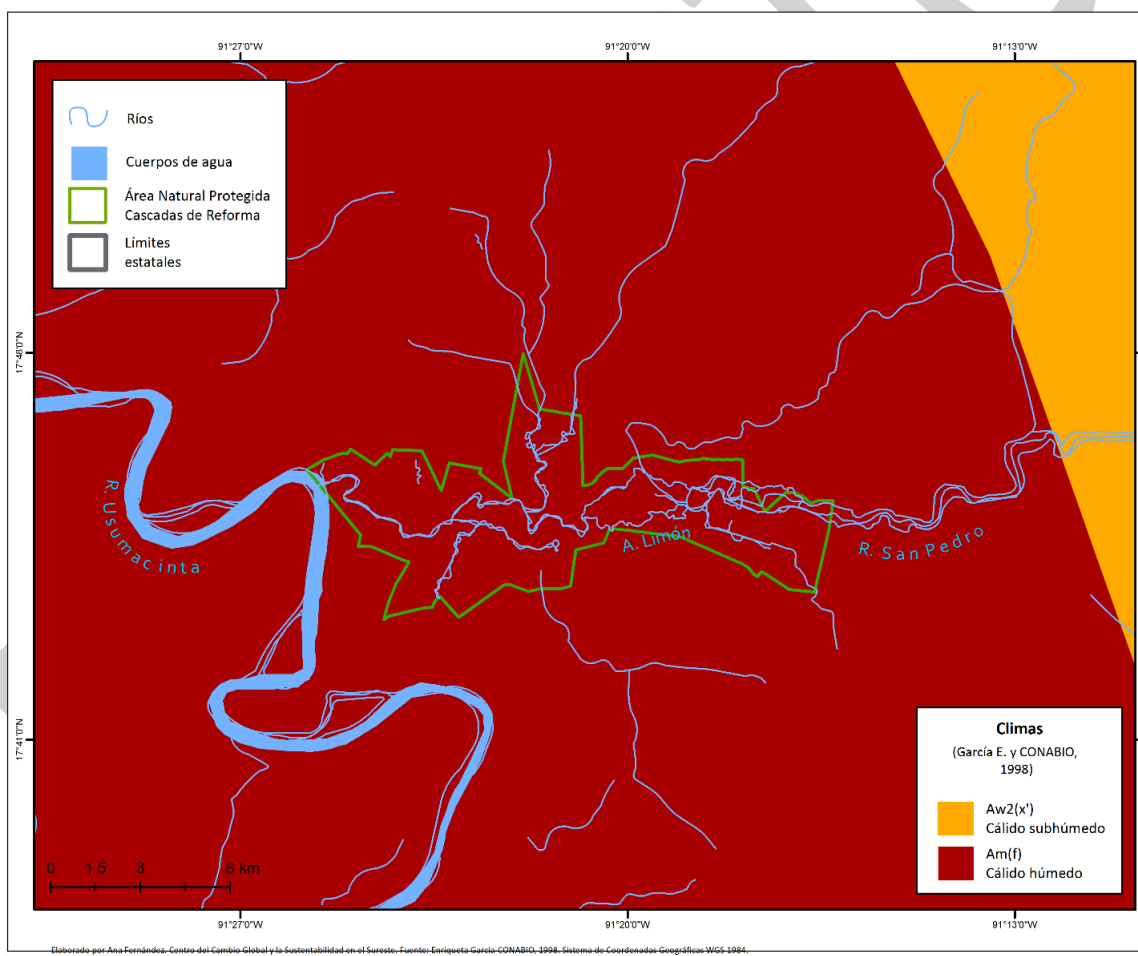 91°27'0"W
91°20'0"W
91°13'0"W
Ríos
Cuerpos de agua
Área Natural Protegida
Cascadas de Reforma
Límites
estatales
17°48'0"N
17°41'0"N
R. Usumacinta
A. Limón
R. San Pedro
Climas
(García E. y CONABIO,
1998)
Aw2(x')
Cálido subhúmedo
Am(f)
Cálido húmedo
0 1.5 3 6 km
91°27'0"W
91°20'0"W
91°13'0"W
Elaborado por Ana Fernández. Centro del Cambio Global y la Sustentabilidad en el Sureste. Fuente: Enriqueta García-CONABIO, 1998. Sistema de Coordenadas Geográficas WGS 1984.